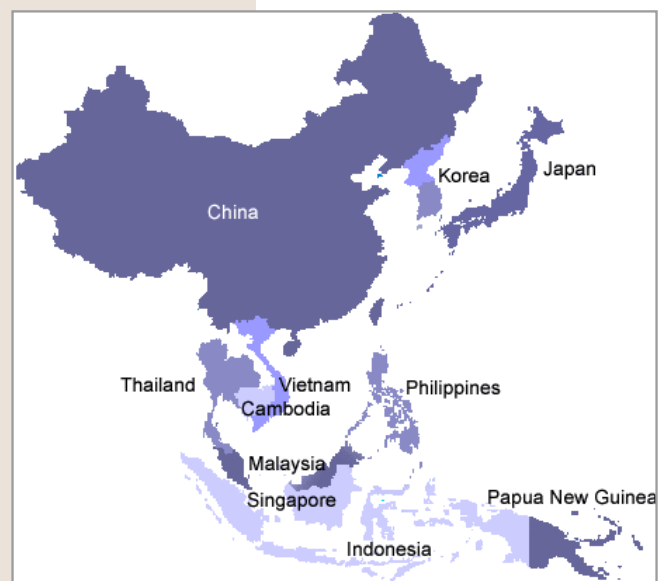 Japan
Korea
China
Thailand
Vietnam
Philippines
Cambodia
Malaysia
Singapore
Papua New Guinea
Indonesia